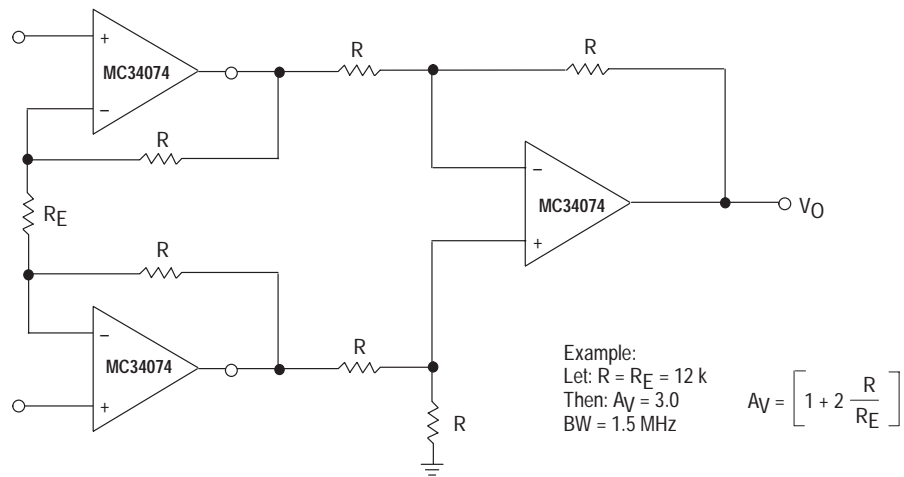 R
R
+
MC34074
−
R
RE
−
MC34074
+
VO
R
−
MC34074
+
R
R
Example:
Let: R = RE = 12 k
Then: AV = 3.0
BW = 1.5 MHz
AV = [1 + 2 R/RE]